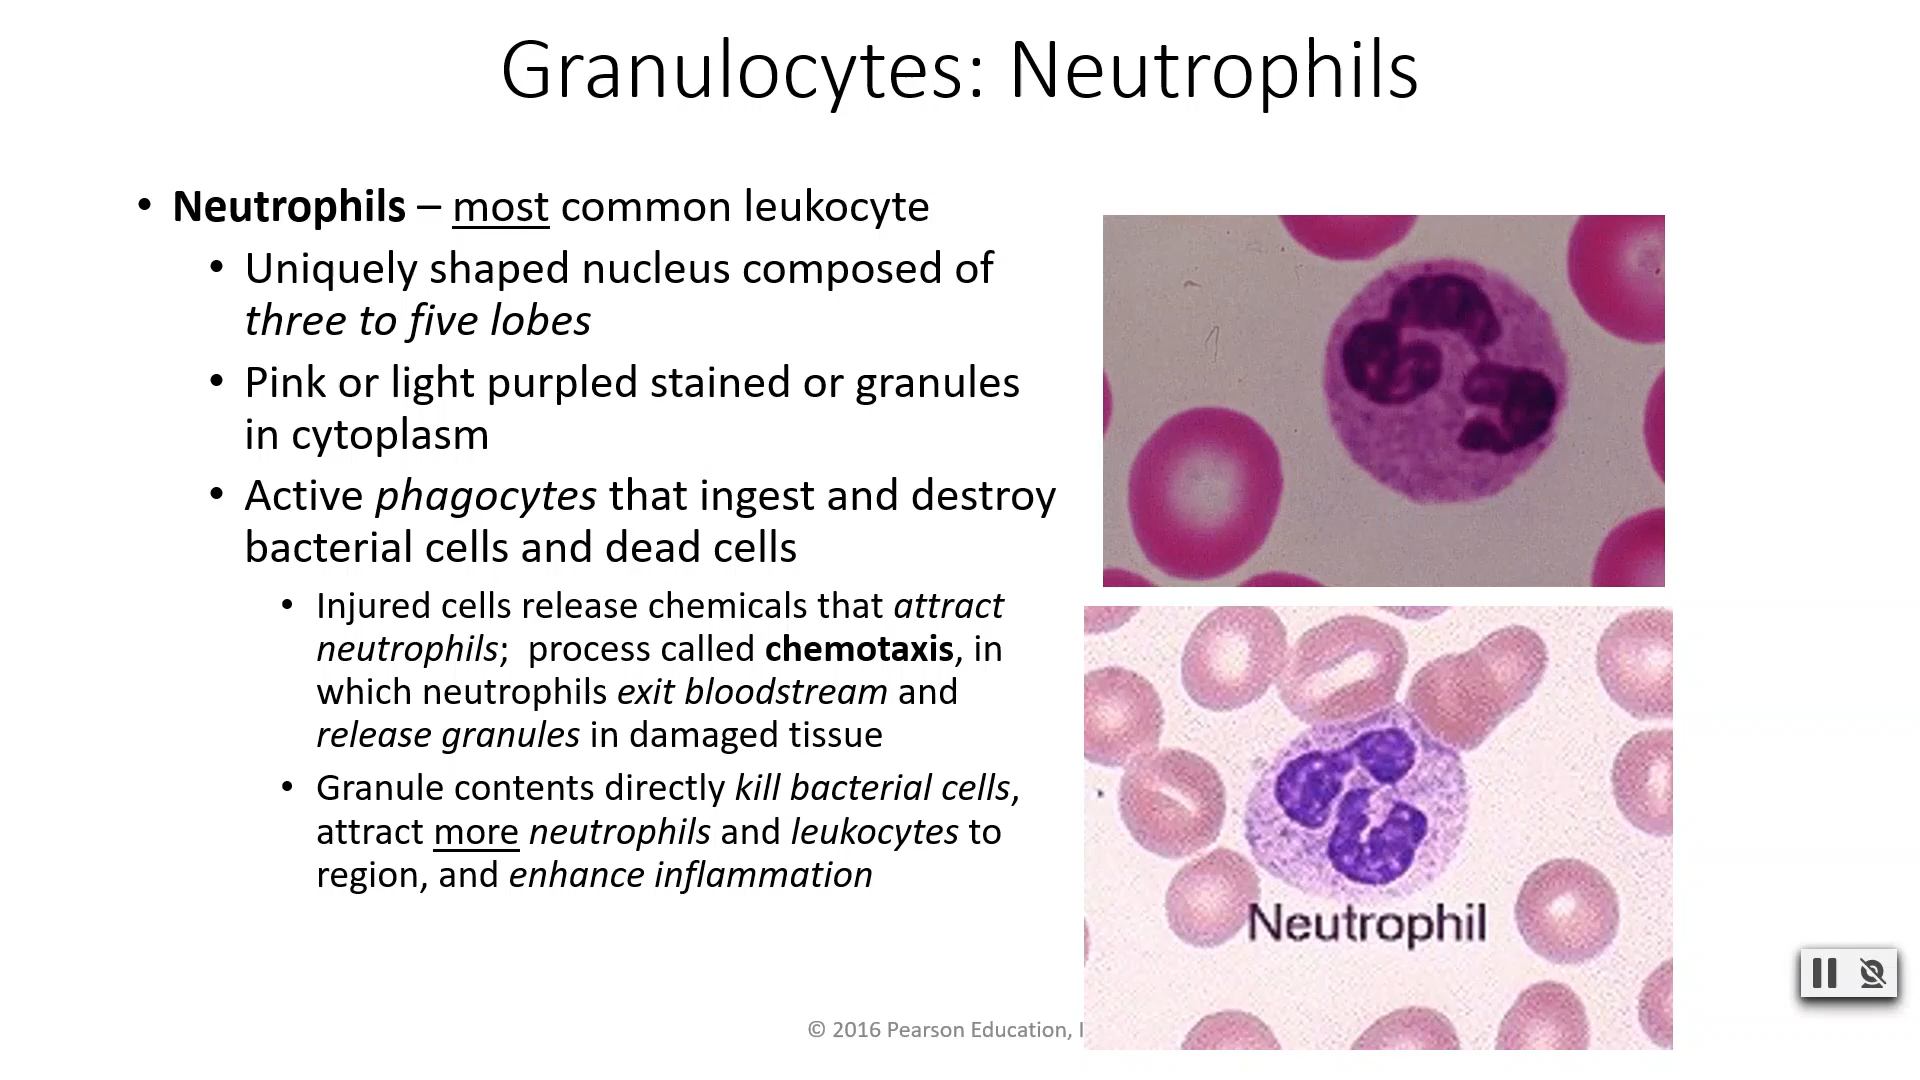 Granulocytes: Neutrophils
• Neutrophils – most common leukocyte
• Uniquely shaped nucleus composed of
three to five lobes
• Pink or light purpled stained or granules
in cytoplasm
• Active phagocytes that ingest and destroy
bacterial cells and dead cells
• Injured cells release chemicals that attract
neutrophils;  process called chemotaxis, in
which neutrophils exit bloodstream and
release granules in damaged tissue
• Granule contents directly kill bacterial cells,
attract more neutrophils and leukocytes to
region, and enhance inflammation
Neutrophil
© 2016 Pearson Education,